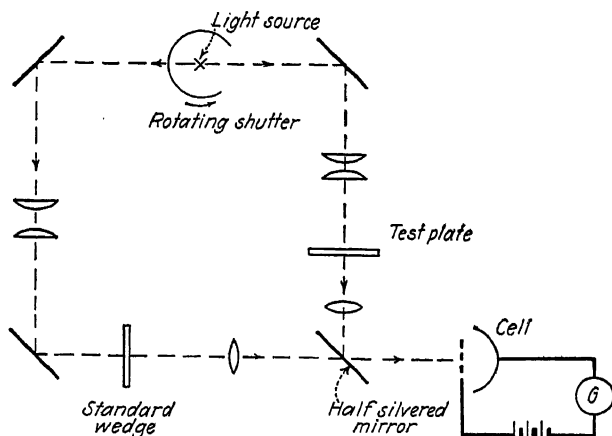 Light source
Rotating shutter
Test plate
Cell
G
Standard
wedge
Half silvered
mirror